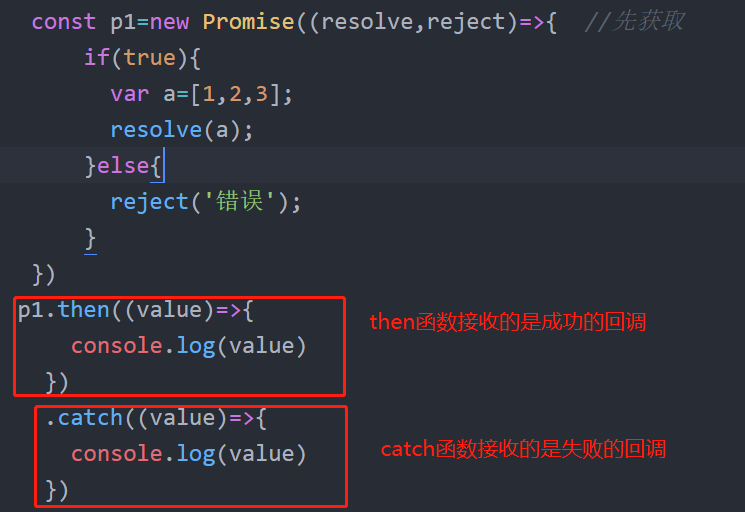 const p1=new Promise((resolve,reject)=>{  //先获取
    if(true){
      var a=[1,2,3];
      resolve(a);
    }else{
      reject('错误');
    }
})
p1.then((value)=>{
then函数接收的是成功的回调
   console.log(value)
 })
 .catch((value)=>{
catch函数接收的是失败的回调
   console.log(value)
 })